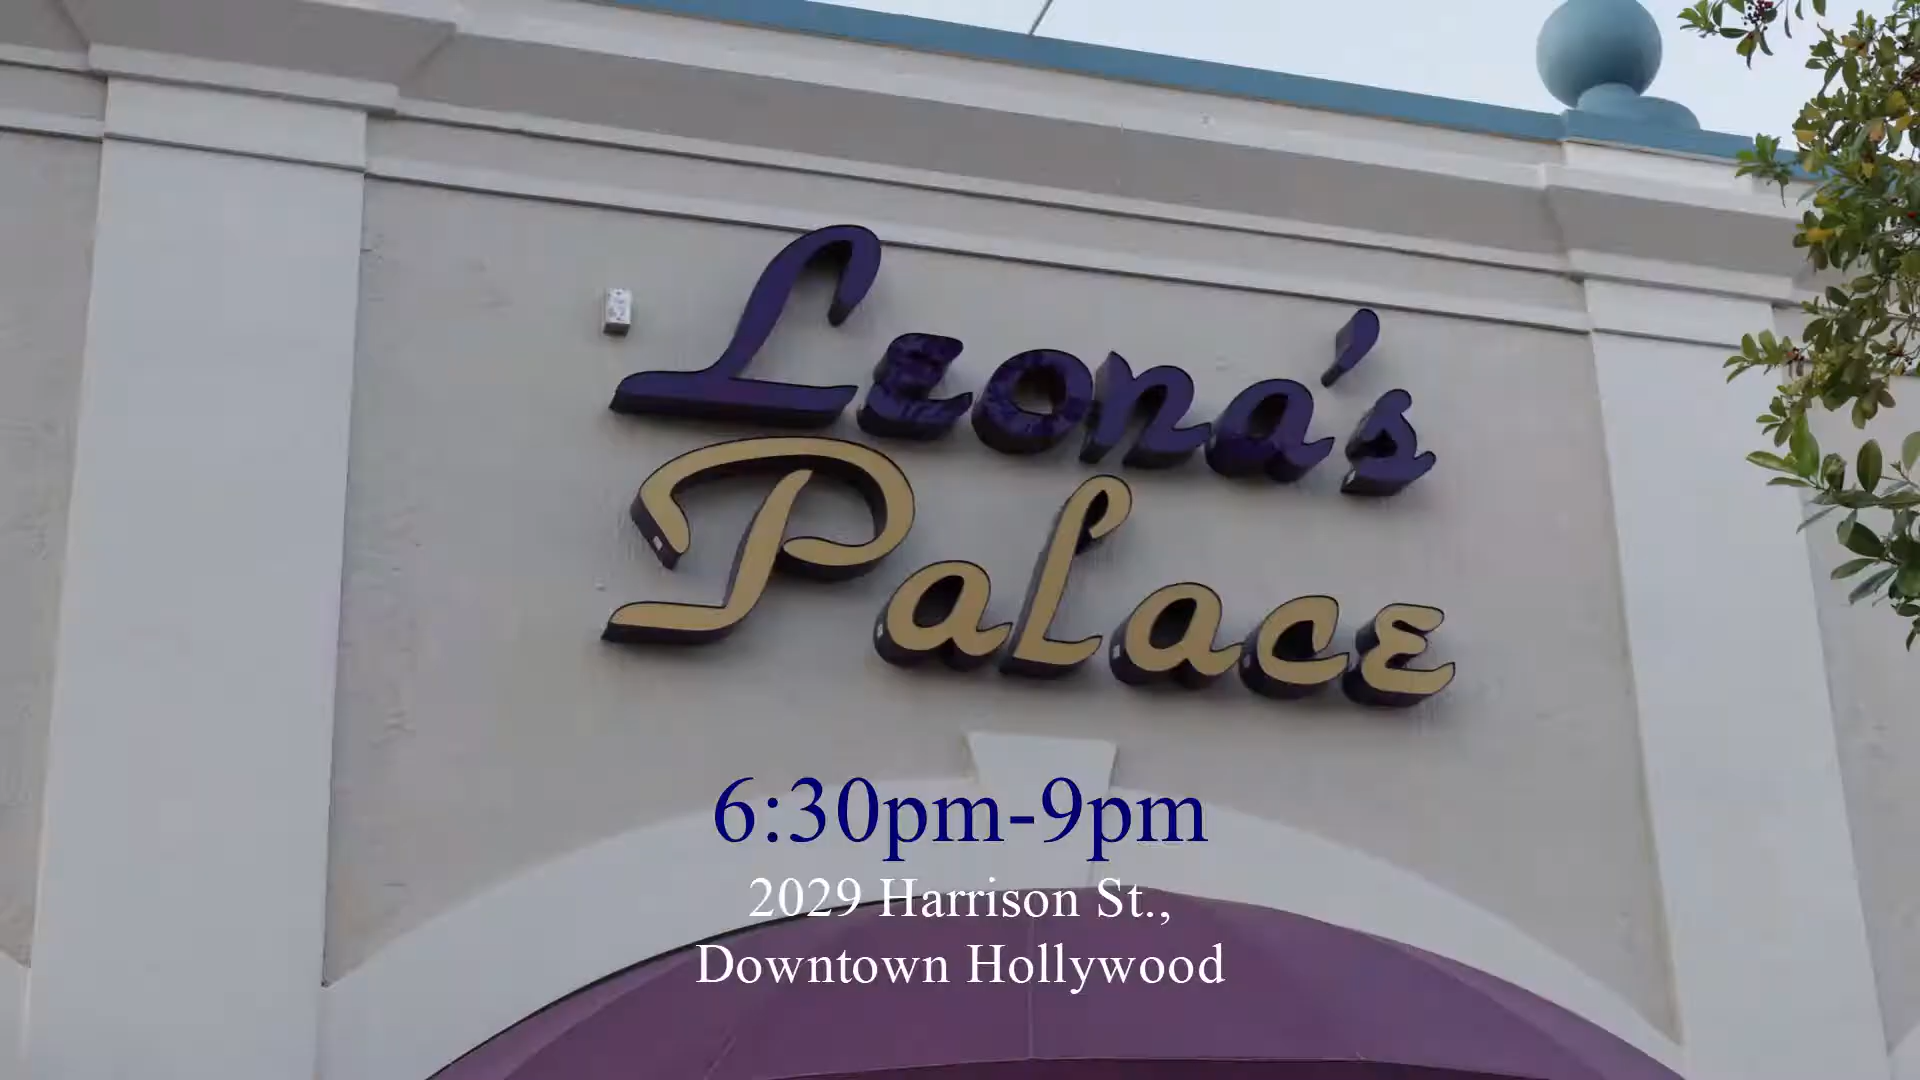 Leona's
Palace
6:30pm-9pm
2029 Harrison St.,
Downtown Hollywood